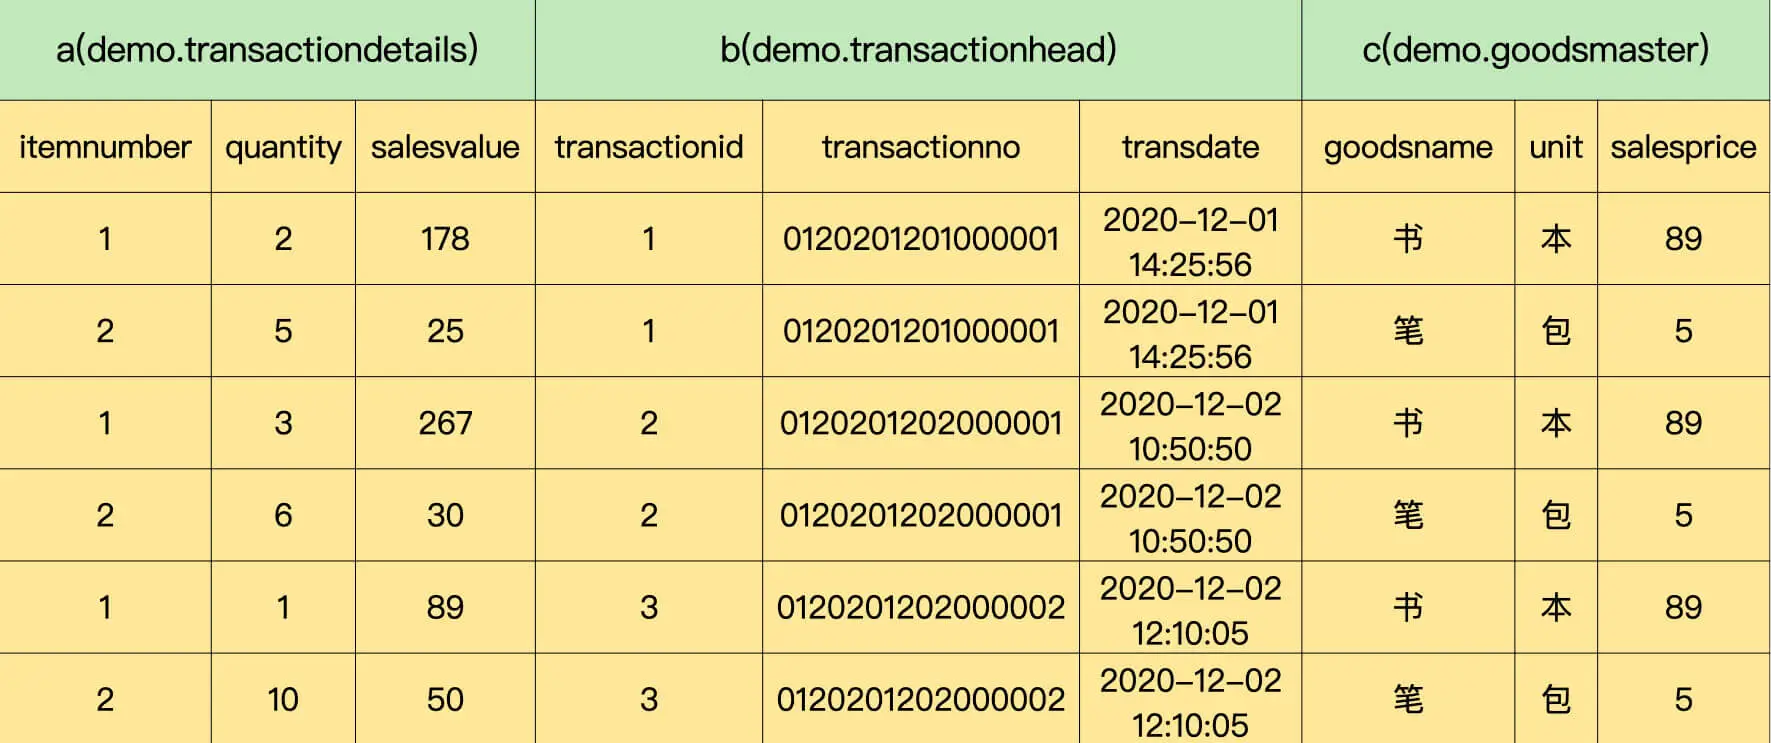 a(demo.transactiondetails) b(demo.transactionhead) c(demo.goodsmaster)
itemnumber quantity salesvalue transactionid transactionno transdate goodsname unit salesprice
1 2 178 1 0120201201000001 2020-12-01 14:25:56 书 本 89
2 5 25 1 0120201201000001 2020-12-01 14:25:56 笔 包 5
1 3 267 2 0120201202000001 2020-12-02 10:50:50 书 本 89
2 6 30 2 0120201202000001 2020-12-02 10:50:50 笔 包 5
1 1 89 3 0120201202000002 2020-12-02 12:10:05 书 本 89
2 10 50 3 0120201202000002 2020-12-02 12:10:05 笔 包 5